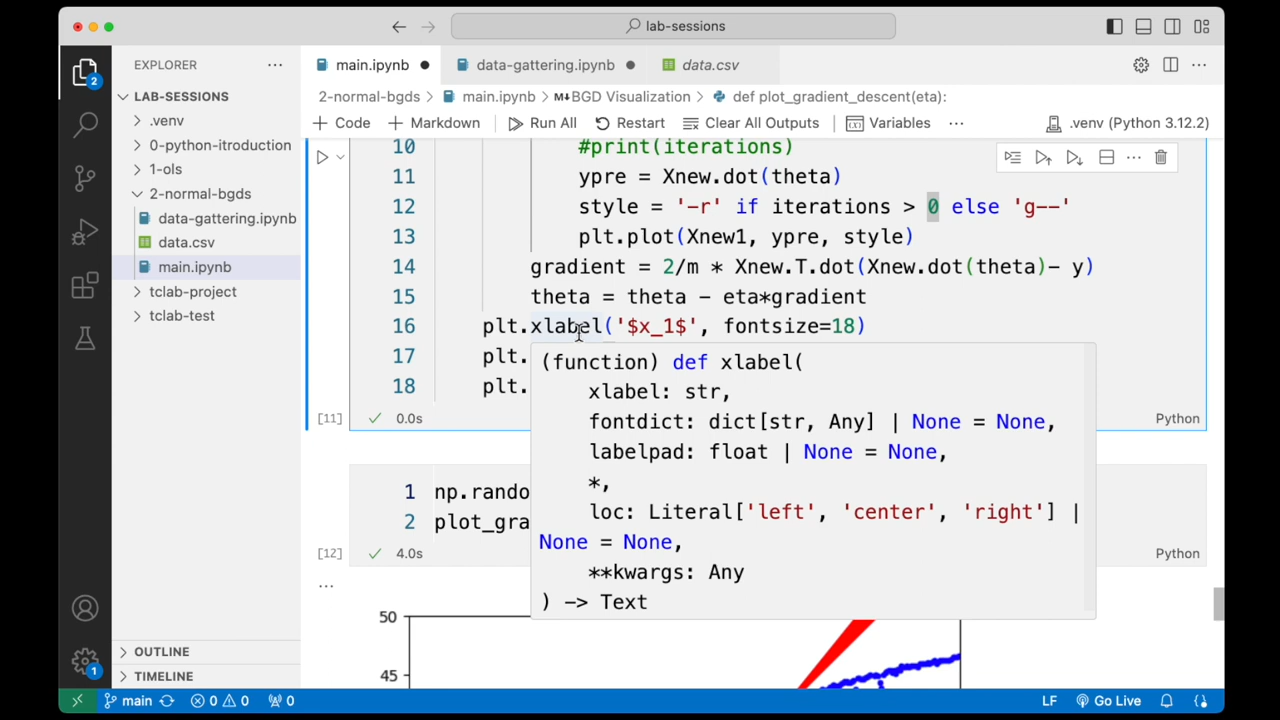 lab-sessions
EXPLORER
LAB-SESSIONS
.venv
0-python-itroduction
1-ols
2-normal-bgds
data-gattering.ipynb
data.csv
main.ipynb
tclab-project
tclab-test
OUTLINE
TIMELINE
2
1
main.ipynb
data-gattering.ipynb
data.csv
2-normal-bgds > main.ipynb > M↓BGD Visualization > def plot_gradient_descent(eta):
+ Code + Markdown Run All Restart Clear All Outputs Variables ... .venv (Python 3.12.2)
10 #print(iterations)
11 ypre = Xnew.dot(theta)
12 style = '-r' if iterations > 0 else 'g--'
13 plt.plot(Xnew1, ypre, style)
14 gradient = 2/m * Xnew.T.dot(Xnew.dot(theta)- y)
15 theta = theta - eta*gradient
16 plt.xlabel('$x_1$', fontsize=18)
17 plt.
18 plt.
[11] 0.0s Python
(function) def xlabel(
xlabel: str,
fontdict: dict[str, Any] | None = None,
labelpad: float | None = None,
*,
loc: Literal['left', 'center', 'right'] |
None = None,
**kwargs: Any
) -> Text
1 np.rando
2 plot_gra
[12] 4.0s Python
...
50
45
main 0 0 0 LF Go Live